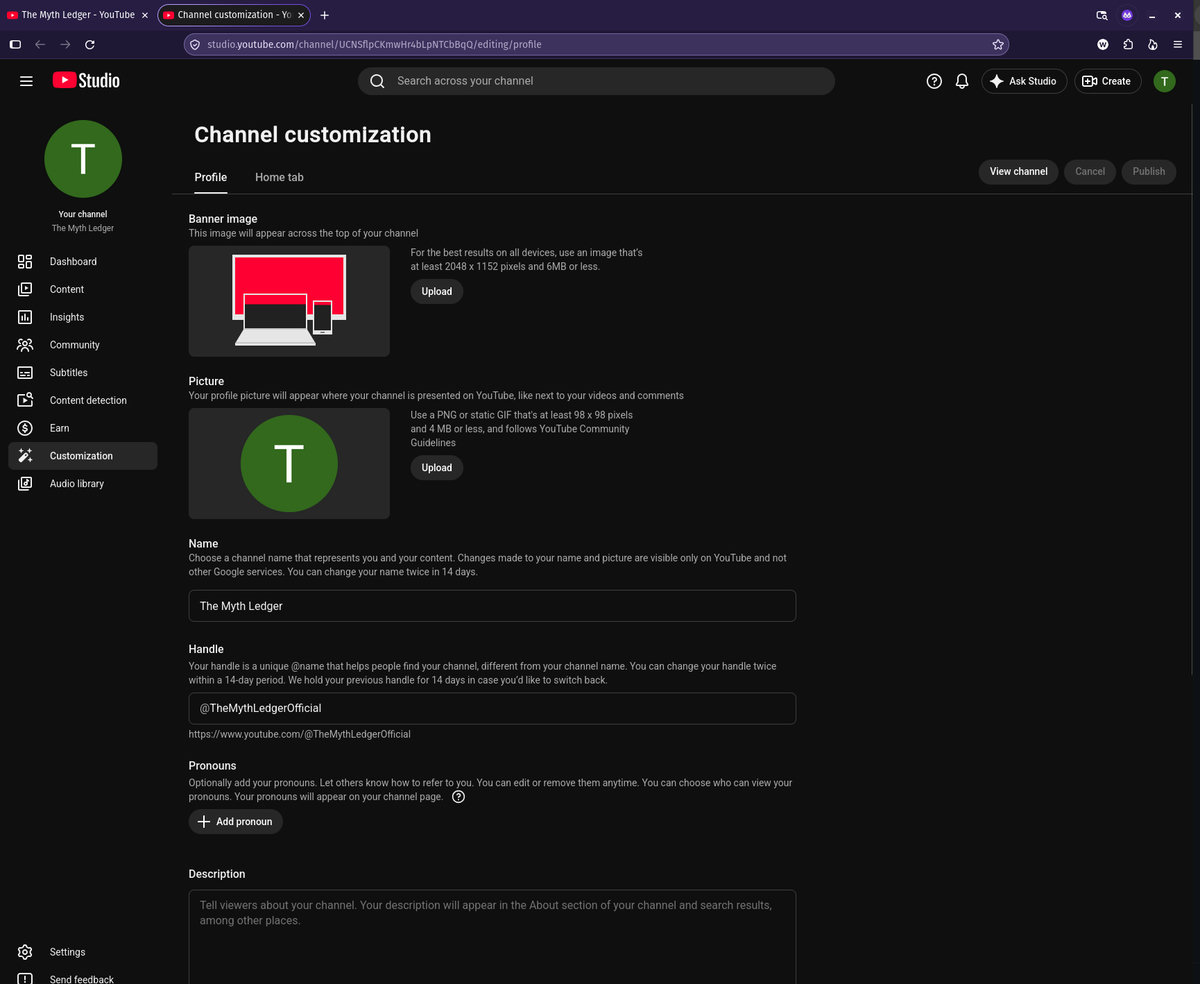 The Myth Ledger - YouTube
Channel customization - Yo
studio.youtube.com/channel/UCNSflpCKmwHr4bLpNTCbBqQ/editing/profile
W
Studio
Search across your channel
Ask Studio
Create
T
T
Your channel
The Myth Ledger
Dashboard
Content
Insights
Community
Subtitles
Content detection
Earn
Customization
Audio library
Settings
Send feedback
Channel customization
Profile
Home tab
View channel
Cancel
Publish
Banner image
This image will appear across the top of your channel
For the best results on all devices, use an image that's
at least 2048 x 1152 pixels and 6MB or less.
Upload
Picture
Your profile picture will appear where your channel is presented on YouTube, like next to your videos and comments
T
Use a PNG or static GIF that's at least 98 x 98 pixels
and 4 MB or less, and follows YouTube Community
Guidelines
Upload
Name
Choose a channel name that represents you and your content. Changes made to your name and picture are visible only on YouTube and not
other Google services. You can change your name twice in 14 days.
The Myth Ledger
Handle
Your handle is a unique @name that helps people find your channel, different from your channel name. You can change your handle twice
within a 14-day period. We hold your previous handle for 14 days in case you'd like to switch back.
@TheMythLedgerOfficial
https://www.youtube.com/@TheMythLedgerOfficial
Pronouns
Optionally add your pronouns. Let others know how to refer to you. You can edit or remove them anytime. You can choose who can view your
pronouns. Your pronouns will appear on your channel page.
Add pronoun
Description
Tell viewers about your channel. Your description will appear in the About section of your channel and search results,
among other places.